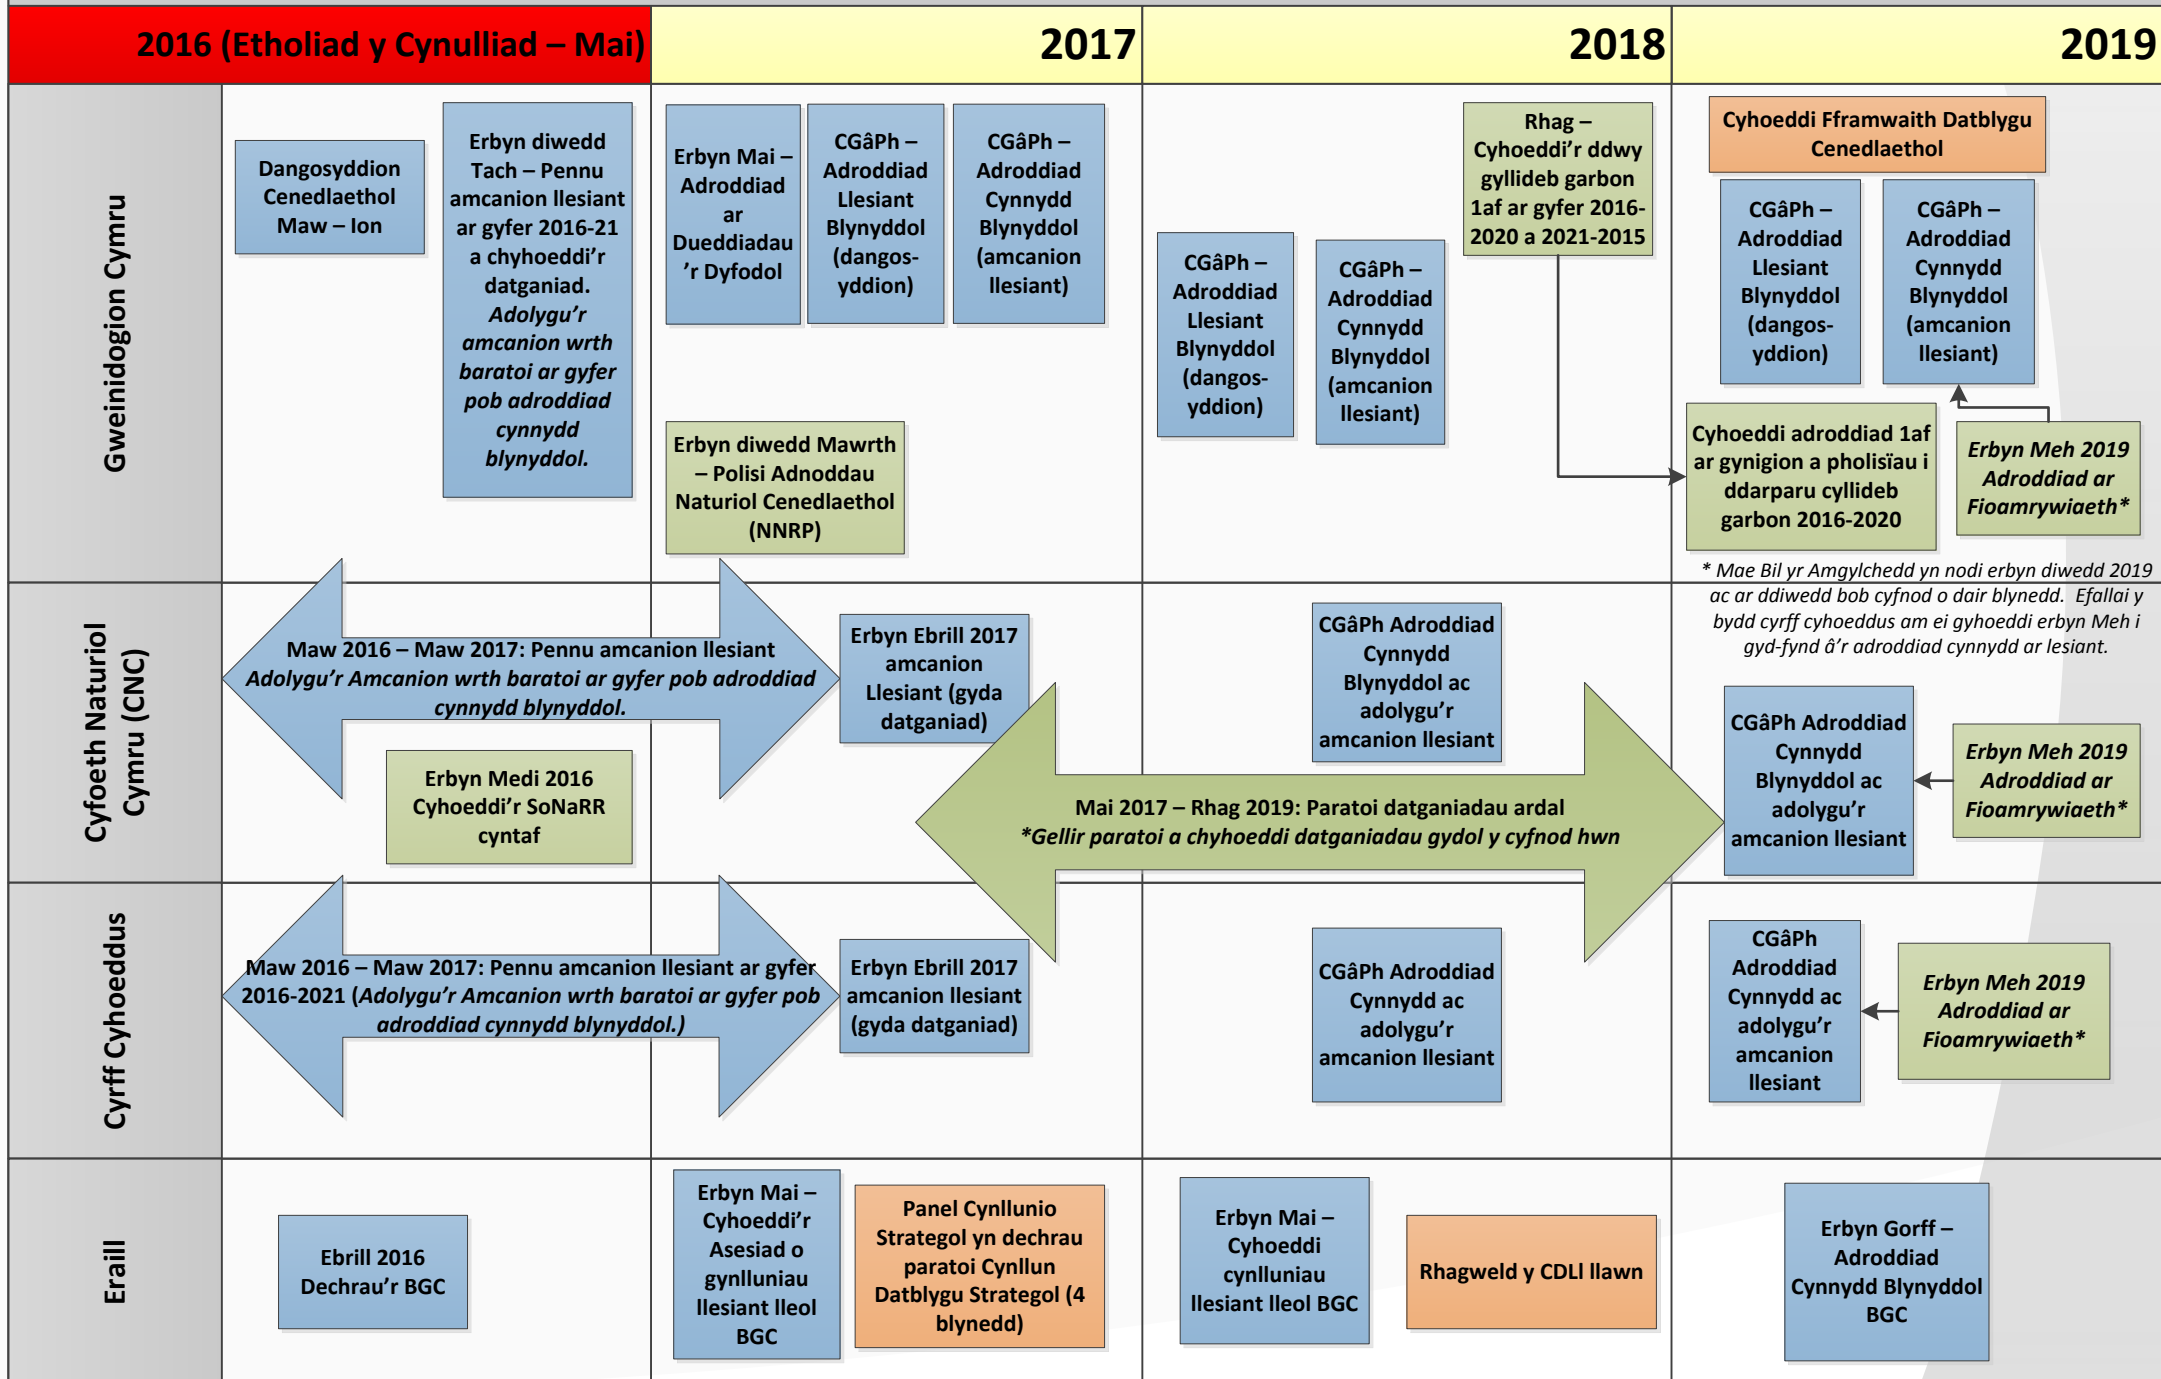 2016 (Etholiad y Cynulliad – Mai)
2017
2018
2019
Gweinidogion Cymru
Dangosyddion
Cenedlaethol
Maw – Ion
Erbyn diwedd
Tach – Pennu
amcanion llesiant
ar gyfer 2016-21
a chyhoeddi’r
datganiad.
Adolygu’r
amcanion wrth
baratoi ar gyfer
pob adroddiad
cynnydd
blynyddol.
Erbyn Mai –
Adroddiad
ar
Dueddiadau
’r Dyfodol
CGâPh –
Adroddiad
Llesiant
Blynyddol
(dangos-
yddion)
CGâPh –
Adroddiad
Cynnydd
Blynyddol
(amcanion
llesiant)
Erbyn diwedd Mawrth
– Polisi Adnoddau
Naturiol Cenedlaethol
(NNRP)
CGâPh –
Adroddiad
Llesiant
Blynyddol
(dangos-
yddion)
CGâPh –
Adroddiad
Cynnydd
Blynyddol
(amcanion
llesiant)
Rhag –
Cyhoeddi’r ddwy
gyllideb garbon
1af ar gyfer 2016-
2020 a 2021-2015
Cyhoeddi Fframwaith Datblygu
Cenedlaethol
CGâPh –
Adroddiad
Llesiant
Blynyddol
(dangos-
yddion)
CGâPh –
Adroddiad
Cynnydd
Blynyddol
(amcanion
llesiant)
Cyhoeddi adroddiad 1af
ar gynigion a pholisïau i
ddarparu cyllideb
garbon 2016-2020
Erbyn Meh 2019
Adroddiad ar
Fioamrywiaeth*
* Mae Bil yr Amgylchedd yn nodi erbyn diwedd 2019
ac ar ddiwedd bob cyfnod o dair blynedd. Efallai y
bydd cyrff cyhoeddus am ei gyhoeddi erbyn Meh i
gyd-fynd â’r adroddiad cynnydd ar lesiant.
Cyfoeth Naturiol
Cymru (CNC)
Maw 2016 – Maw 2017: Pennu amcanion llesiant
Adolygu’r Amcanion wrth baratoi ar gyfer pob adroddiad
cynnydd blynyddol.
Erbyn Medi 2016
Cyhoeddi’r SoNaRR
cyntaf
Erbyn Ebrill 2017
amcanion
Llesiant (gyda
datganiad)
CGâPh Adroddiad
Cynnydd
Blynyddol ac
adolygu’r
amcanion llesiant
Mai 2017 – Rhag 2019: Paratoi datganiadau ardal
*Gellir paratoi a chyhoeddi datganiadau gydol y cyfnod hwn
CGâPh Adroddiad
Cynnydd
Blynyddol ac
adolygu’r
amcanion llesiant
Erbyn Meh 2019
Adroddiad ar
Fioamrywiaeth*
Cyrff Cyhoeddus
Maw 2016 – Maw 2017: Pennu amcanion llesiant ar gyfer
2016-2021 (Adolygu’r Amcanion wrth baratoi ar gyfer pob
adroddiad cynnydd blynyddol.)
Erbyn Ebrill 2017
amcanion llesiant
(gyda datganiad)
CGâPh Adroddiad
Cynnydd ac
adolygu’r
amcanion llesiant
CGâPh
Adroddiad
Cynnydd ac
adolygu’r
amcanion
llesiant
Erbyn Meh 2019
Adroddiad ar
Fioamrywiaeth*
Eraill
Ebrill 2016
Dechrau’r BGC
Erbyn Mai –
Cyhoeddi’r
Asesiad o
gynlluniau
llesiant lleol
BGC
Panel Cynllunio
Strategol yn dechrau
paratoi Cynllun
Datblygu Strategol (4
blynedd)
Erbyn Mai –
Cyhoeddi
cynlluniau
llesiant lleol BGC
Rhagweld y CDLl llawn
Erbyn Gorff –
Adroddiad
Cynnydd Blynyddol
BGC